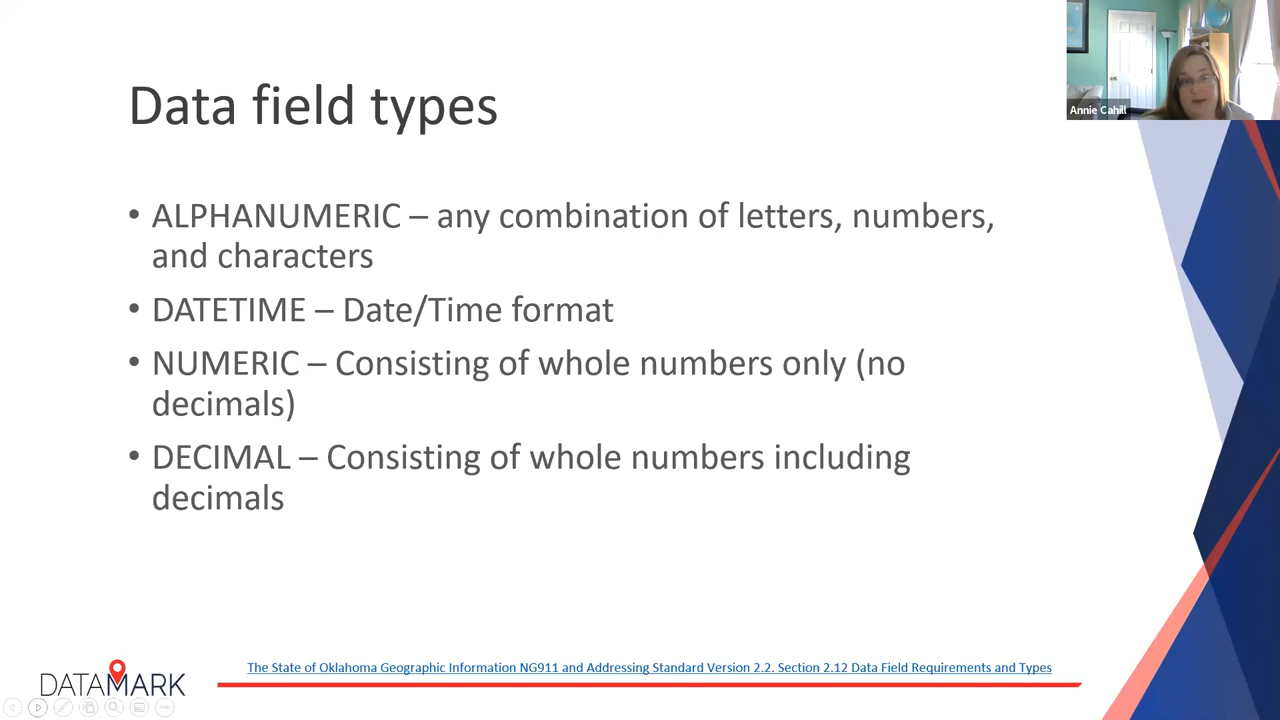 Annie Cahill
Data field types
• ALPHANUMERIC – any combination of letters, numbers,
and characters
• DATETIME – Date/Time format
• NUMERIC – Consisting of whole numbers only (no
decimals)
• DECIMAL – Consisting of whole numbers including
decimals
The State of Oklahoma Geographic Information NG911 and Addressing Standard Version 2.2. Section 2.12 Data Field Requirements and Types
DATAMARK